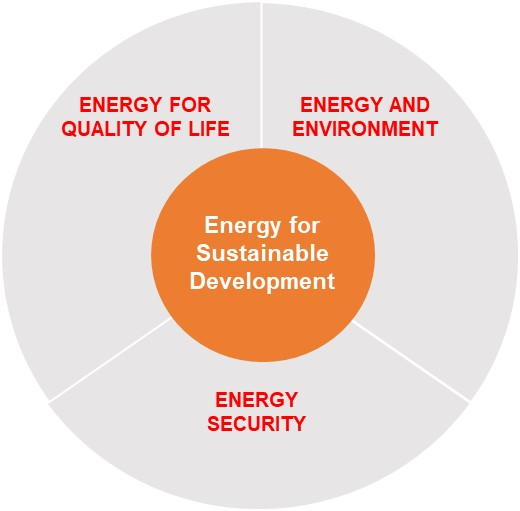 ENERGY FOR
QUALITY OF LIFE
ENERGY AND
ENVIRONMENT
Energy for
Sustainable
Development
ENERGY
SECURITY